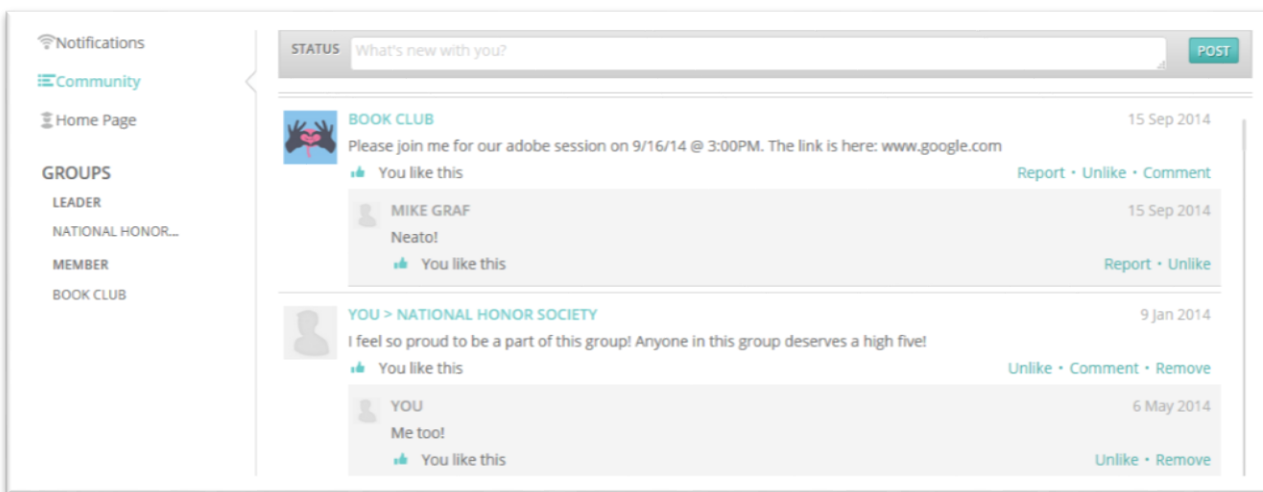 Notifications
Community
Home Page
GROUPS
LEADER
NATIONAL HONOR...
MEMBER
BOOK CLUB
STATUS What's new with you? POST
BOOK CLUB 15 Sep 2014
Please join me for our adobe session on 9/16/14 @ 3:00PM. The link is here: www.google.com
You like this Report • Unlike • Comment
MIKE GRAF 15 Sep 2014
Neato!
You like this Report • Unlike
YOU > NATIONAL HONOR SOCIETY 9 Jan 2014
I feel so proud to be a part of this group! Anyone in this group deserves a high five!
You like this Unlike • Comment • Remove
YOU 6 May 2014
Me too!
You like this Unlike • Remove